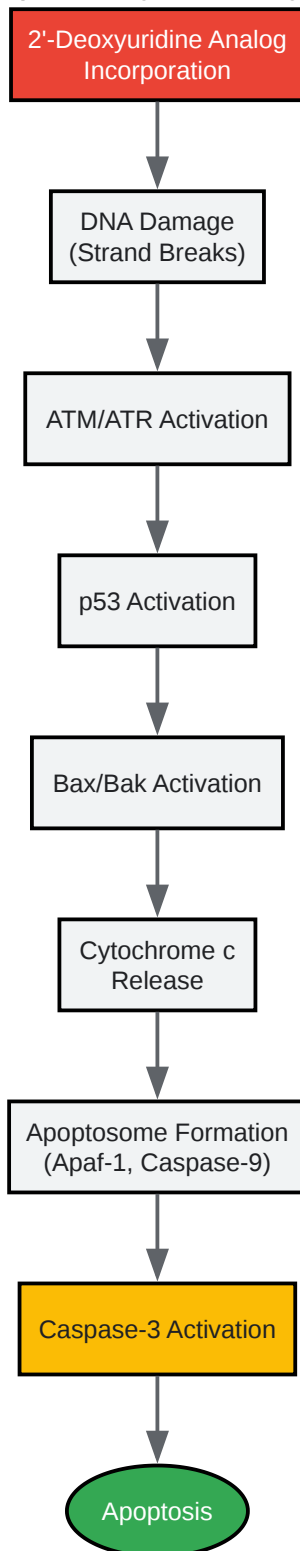 2'-Deoxyuridine Analog
Incorporation
DNA Damage
(Strand Breaks)
ATM/ATR Activation
p53 Activation
Bax/Bak Activation
Cytochrome c
Release
Apoptosome Formation
(Apaf-1, Caspase-9)
Caspase-3 Activation
Apoptosis